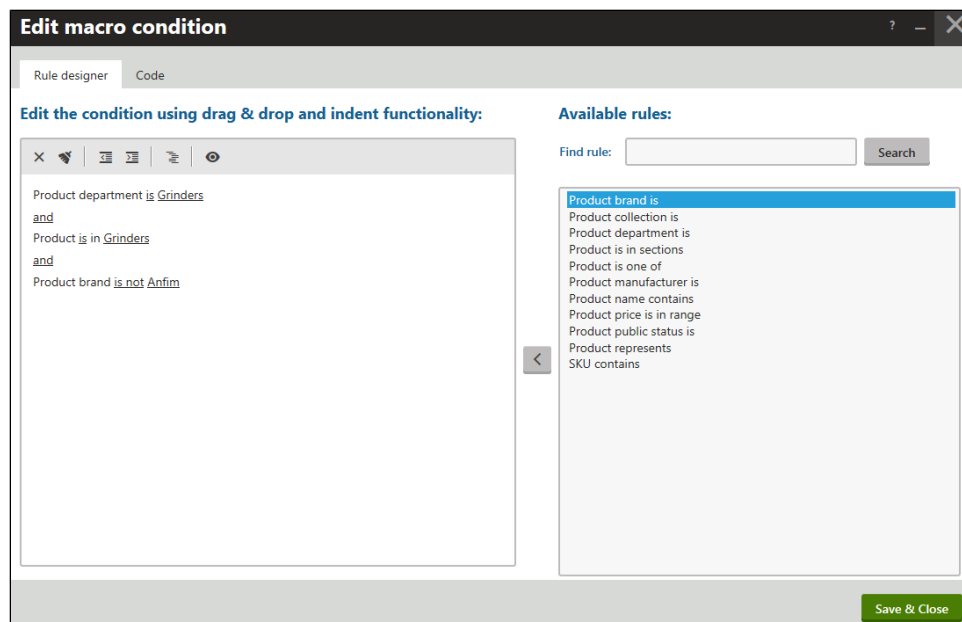 Edit macro condition
?
Rule designer
Code
Edit the condition using drag & drop and indent functionality:
Product department is Grinders
and
Product is in Grinders
and
Product brand is not Anfim
Available rules:
Find rule:
Search
Product brand is
Product collection is
Product department is
Product is in sections
Product is one of
Product manufacturer is
Product name contains
Product price is in range
Product public status is
Product represents
SKU contains
Save & Close